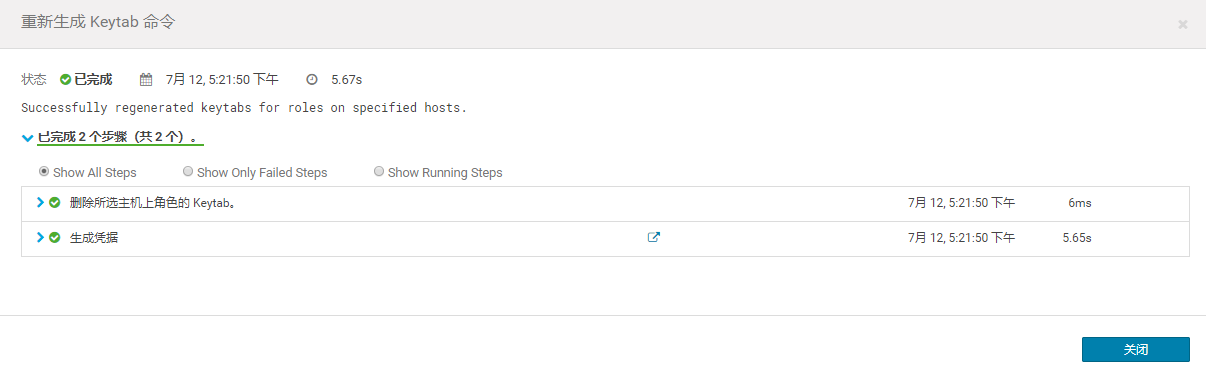 重新生成 Keytab 命令
×
状态 已完成 7月 12, 5:21:50 下午 5.67s
Successfully regenerated keytabs for roles on specified hosts.
已完成 2 个步骤（共 2 个）。
Show All Steps Show Only Failed Steps Show Running Steps
删除所选主机上角色的 Keytab。 7月 12, 5:21:50 下午 6ms
生成凭据 7月 12, 5:21:50 下午 5.65s
关闭